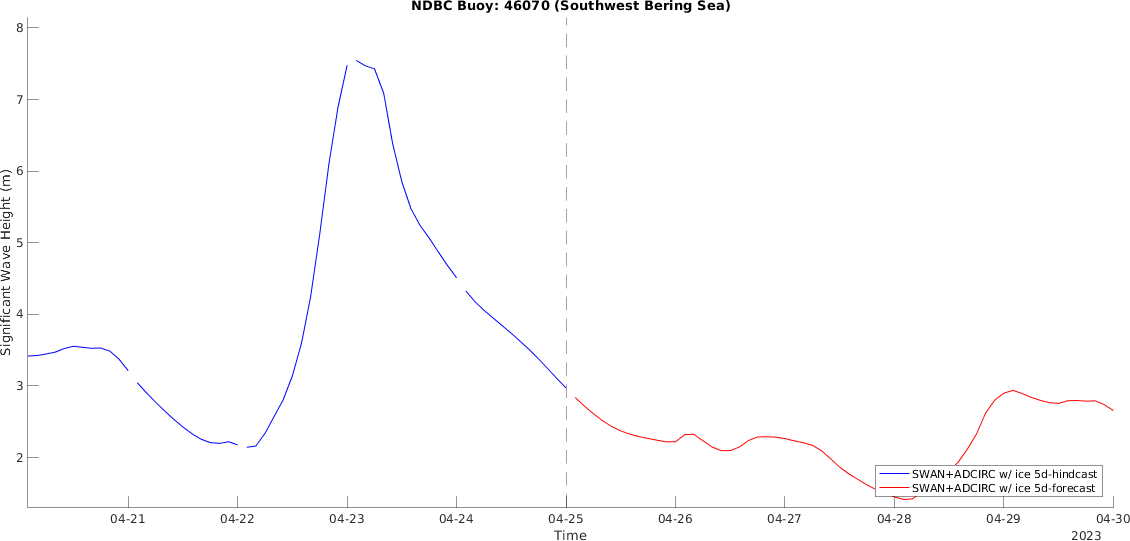 NDBC Buoy: 46070 (Southwest Bering Sea)
8
7
6
5
4
3
2
Significant Wave Height (m)
SWAN+ADCIRC w/ ice 5d-hindcast
SWAN+ADCIRC w/ ice 5d-forecast
04-21 04-22 04-23 04-24 04-25 04-26 04-27 04-28 04-29 04-30
Time
2023